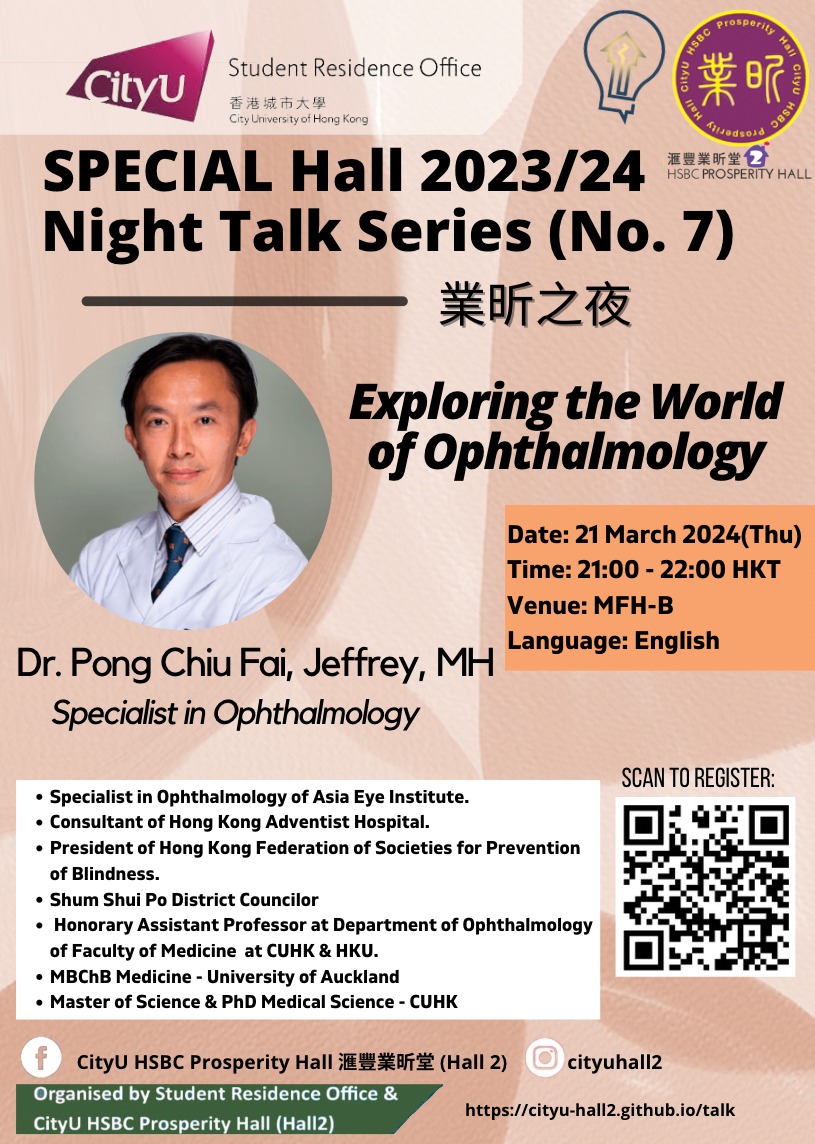 CityU
Student Residence Office
香港城市大學
City University of Hong Kong
CityU HSBC Prosperity Hall CityU HSBC Prosperity Hall
業昕
滙豐業昕堂 2
HSBC PROSPERITY HALL
SPECIAL Hall 2023/24
Night Talk Series (No. 7)
業昕之夜
Exploring the World
of Ophthalmology
Date: 21 March 2024(Thu)
Time: 21:00 - 22:00 HKT
Venue: MFH-B
Language: English
Dr. Pong Chiu Fai, Jeffrey, MH
Specialist in Ophthalmology
SCAN TO REGISTER:
• Specialist in Ophthalmology of Asia Eye Institute.
• Consultant of Hong Kong Adventist Hospital.
• President of Hong Kong Federation of Societies for Prevention
of Blindness.
• Shum Shui Po District Councilor
• Honorary Assistant Professor at Department of Ophthalmology
of Faculty of Medicine at CUHK & HKU.
• MBChB Medicine - University of Auckland
• Master of Science & PhD Medical Science - CUHK
CityU HSBC Prosperity Hall 滙豐業昕堂 (Hall 2)
cityuhall2
Organised by Student Residence Office &
CityU HSBC Prosperity Hall (Hall2)
https://cityu-hall2.github.io/talk